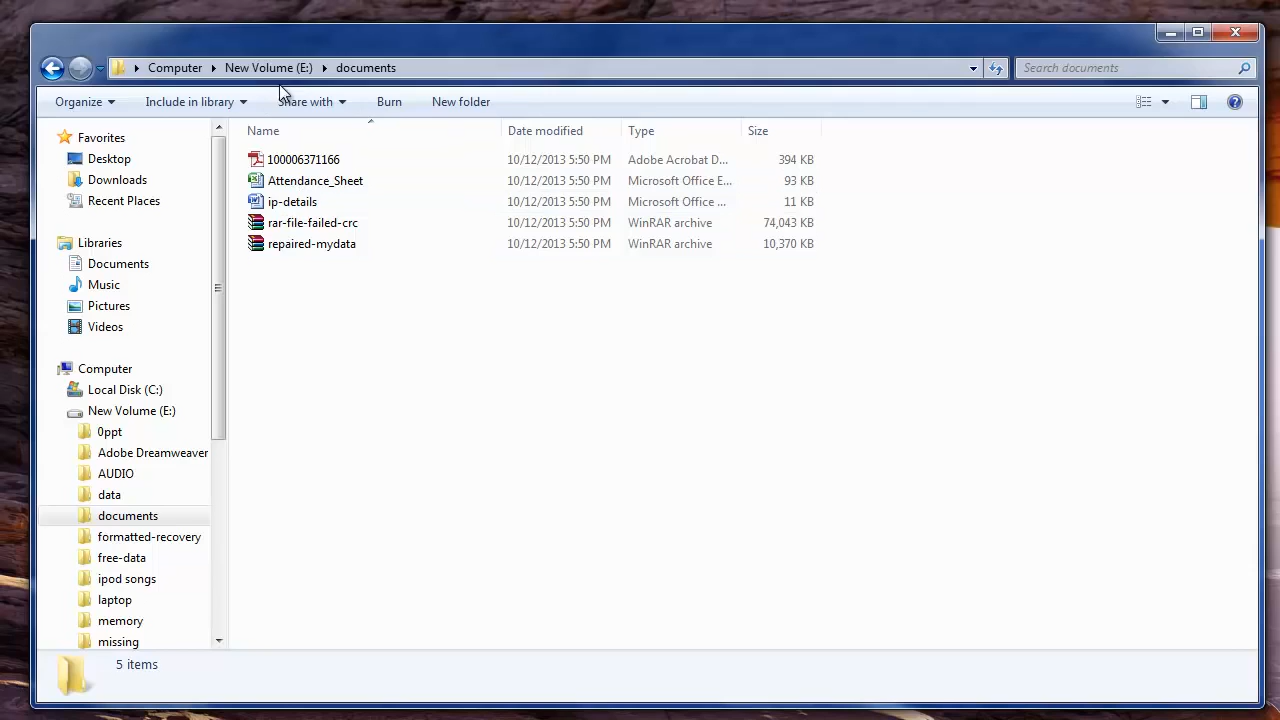 Computer New Volume (E:) documents Search documents
Organize Include in library Share with Burn New folder
Name Date modified Type Size
100006371166 10/12/2013 5:50 PM Adobe Acrobat D... 394 KB
Attendance_Sheet 10/12/2013 5:50 PM Microsoft Office E... 93 KB
ip-details 10/12/2013 5:50 PM Microsoft Office ... 11 KB
rar-file-failed-crc 10/12/2013 5:50 PM WinRAR archive 74,043 KB
repaired-mydata 10/12/2013 5:50 PM WinRAR archive 10,370 KB
Favorites
Desktop
Downloads
Recent Places
Libraries
Documents
Music
Pictures
Videos
Computer
Local Disk (C:)
New Volume (E:)
0ppt
Adobe Dreamweaver
AUDIO
data
documents
formatted-recovery
free-data
ipod songs
laptop
memory
missing
5 items